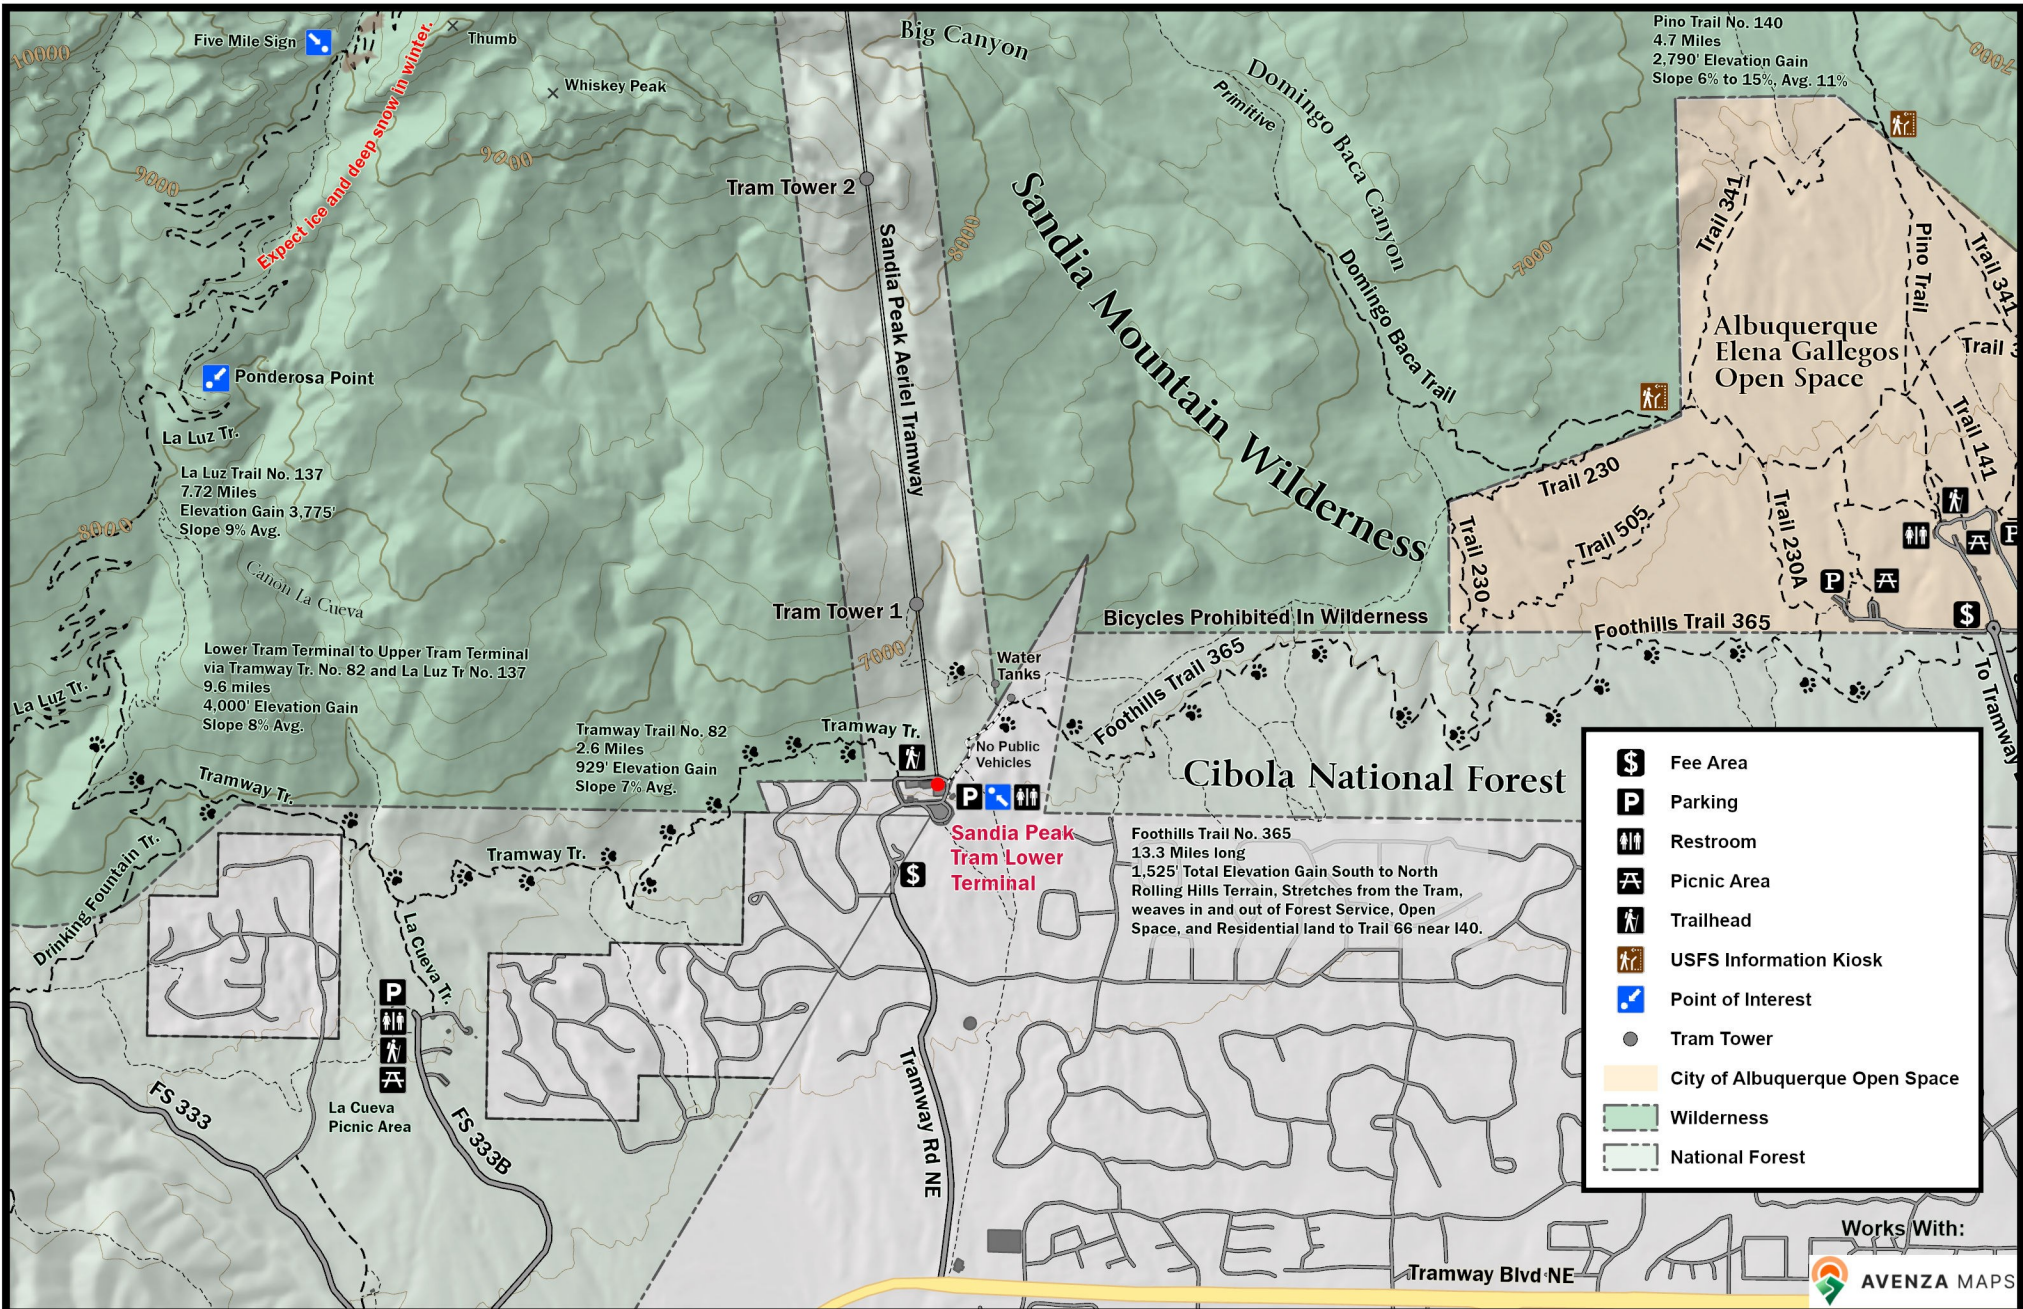 10000
Five Mile Sign
Thumb
Whiskey Peak
Expect ice and deep snow in winter.
9000
9000
Big Canyon
Primitive
Domingo Baca Canyon
Domingo Baca Trail
Pino Trail No. 140
4.7 Miles
2,790' Elevation Gain
Slope 6% to 15%, Avg. 11%
7000
Tram Tower 2
Sandia Peak Aeriel Tramway
8000
Sandia Mountain Wilderness
7000
Trail 341
Pino Trail
Trail 341
Albuquerque
Elena Gallegos
Open Space
Trail 3
Ponderosa Point
La Luz Tr.
La Luz Trail No. 137
7.72 Miles
Elevation Gain 3,775'
Slope 9% Avg.
8000
Cañon La Cueva
Trail 141
Trail 230
Trail 505
Trail 230
Trail 230A
P
P
$
Tram Tower 1
7000
Bicycles Prohibited In Wilderness
Foothills Trail 365
Foothills Trail 365
Lower Tram Terminal to Upper Tram Terminal
via Tramway Tr. No. 82 and La Luz Tr No. 137
9.6 miles
4,000' Elevation Gain
Slope 8% Avg.
La Luz Tr.
Water
Tanks
To Tramway
Tramway Trail No. 82
2.6 Miles
929' Elevation Gain
Slope 7% Avg.
Tramway Tr.
No Public
Vehicles
Cibola National Forest
Tramway Tr.
P
Sandia Peak
Tram Lower
Terminal
$
Tramway Tr.
Drinking Fountain Tr.
La Cueva Tr.
Foothills Trail No. 365
13.3 Miles long
1,525' Total Elevation Gain South to North
Rolling Hills Terrain, Stretches from the Tram,
weaves in and out of Forest Service, Open
Space, and Residential land to Trail 66 near I40.
P
La Cueva
Picnic Area
FS 333
FS 333B
Tramway Rd NE
Tramway Blvd NE
$ Fee Area
P Parking
Restroom
Picnic Area
Trailhead
USFS Information Kiosk
Point of Interest
Tram Tower
City of Albuquerque Open Space
Wilderness
National Forest
Works With:
AVENZA MAPS